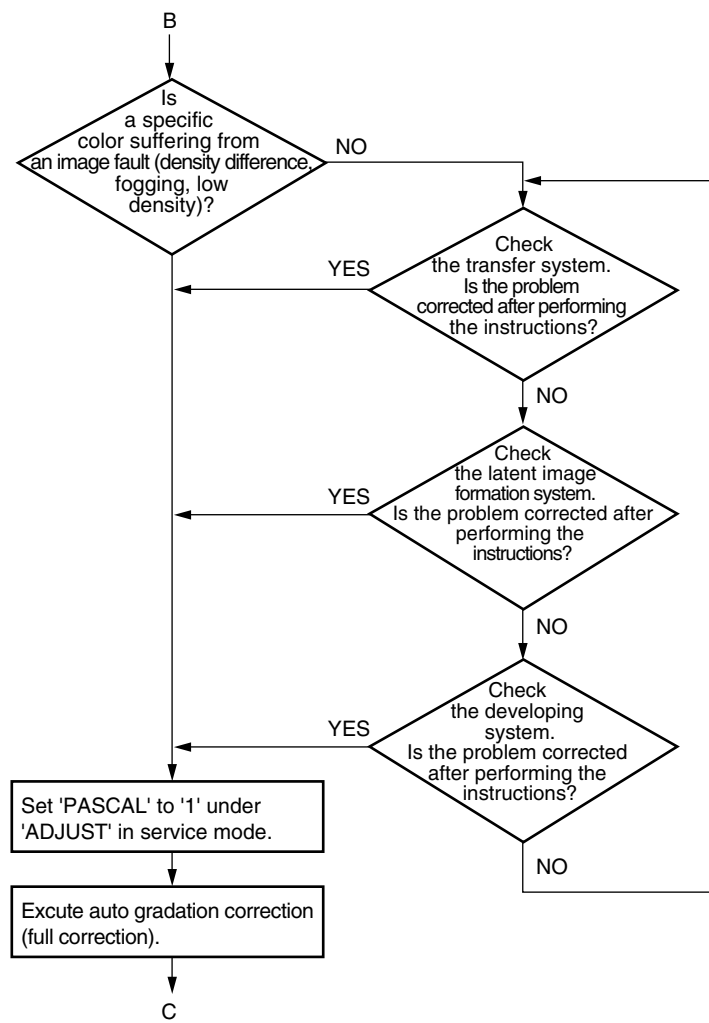 B
Is
a specific
color suffering from
an image fault (density difference,
fogging, low
density)?
NO
Check
the transfer system.
Is the problem
corrected after performing
the instructions?
YES
NO
Check
the latent image
formation system.
Is the problem corrected after
performing the
instructions?
YES
NO
Check
the developing
system.
Is the problem corrected
after performing the
instructions?
YES
NO
Set 'PASCAL' to '1' under
'ADJUST' in service mode.
Excute auto gradation correction
(full correction).
C